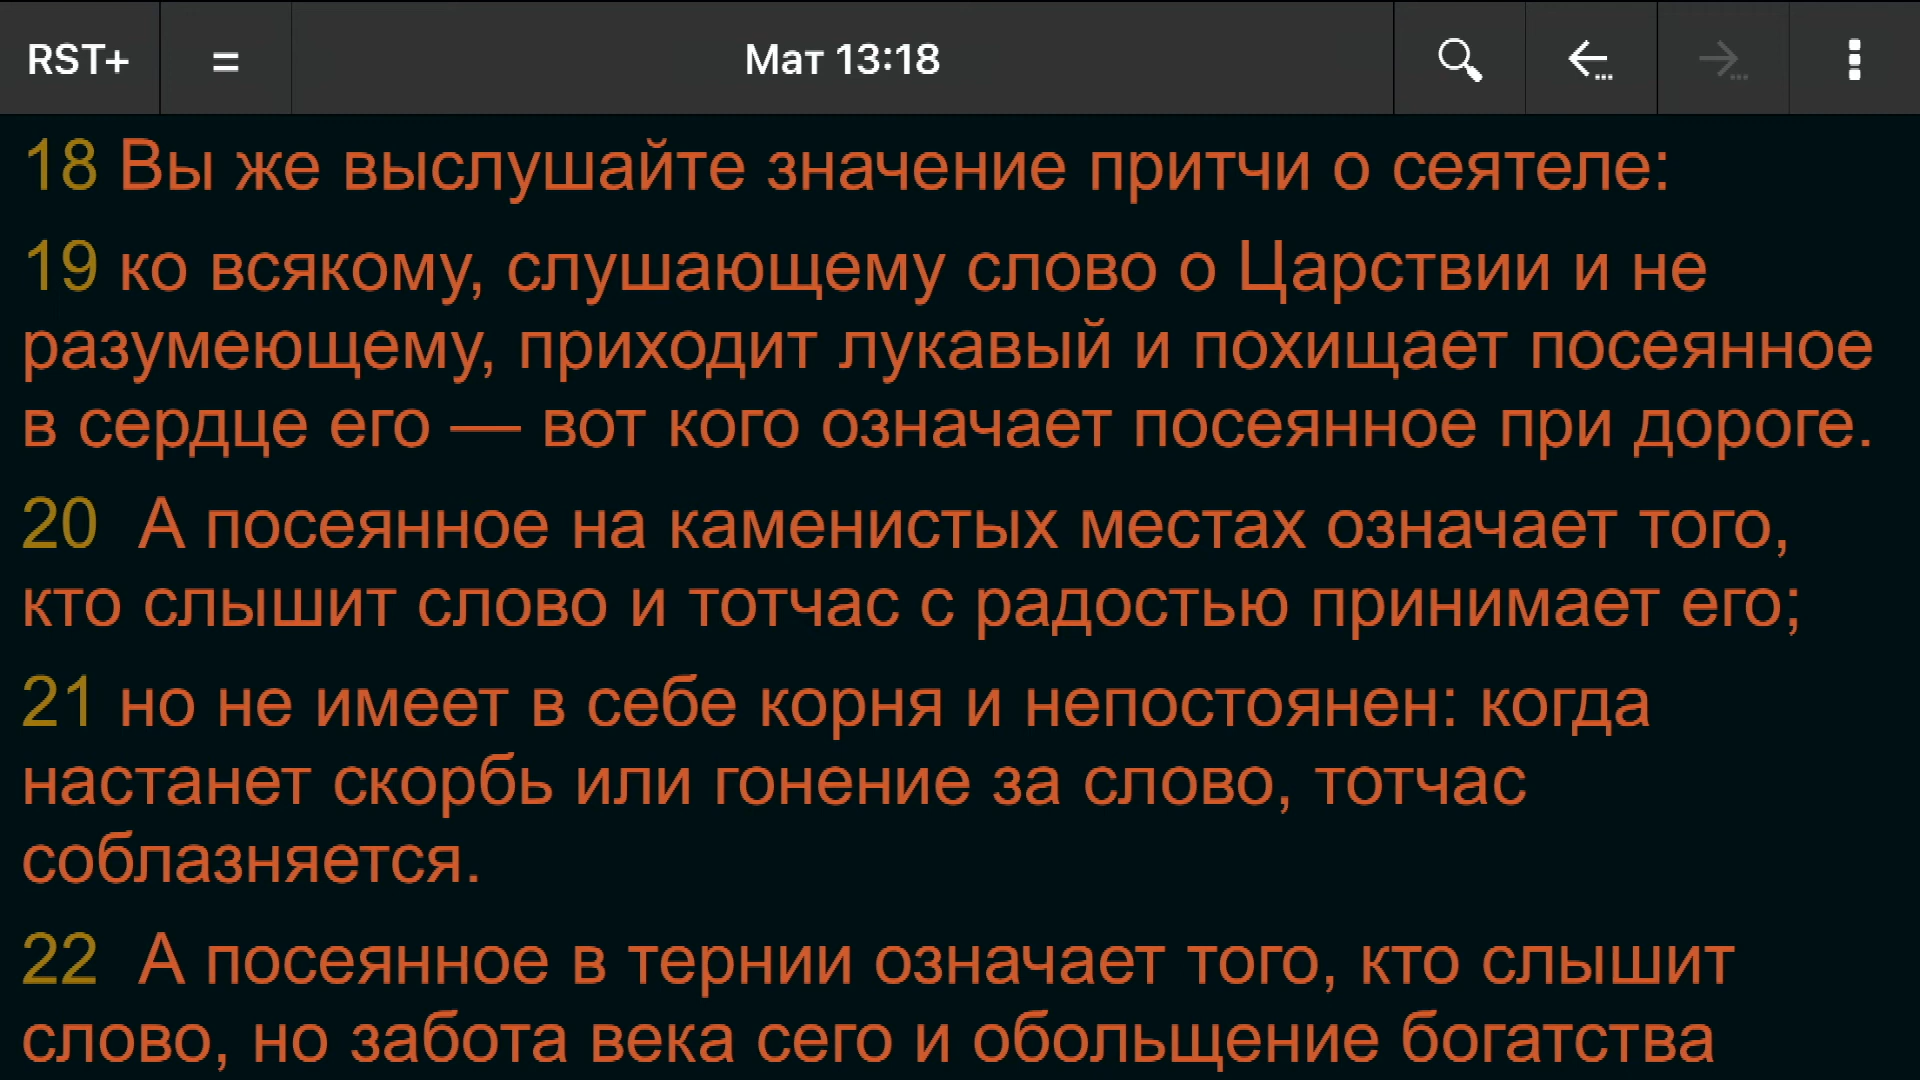 RST+ = Мат 13:18
18 Вы же выслушайте значение притчи о сеятеле:
19 ко всякому, слушающему слово о Царствии и не
разумеющему, приходит лукавый и похищает посеянное
в сердце его — вот кого означает посеянное при дороге.
20 А посеянное на каменистых местах означает того,
кто слышит слово и тотчас с радостью принимает его;
21 но не имеет в себе корня и непостоянен: когда
настанет скорбь или гонение за слово, тотчас
соблазняется.
22 А посеянное в тернии означает того, кто слышит
слово, но забота века сего и обольщение богатства